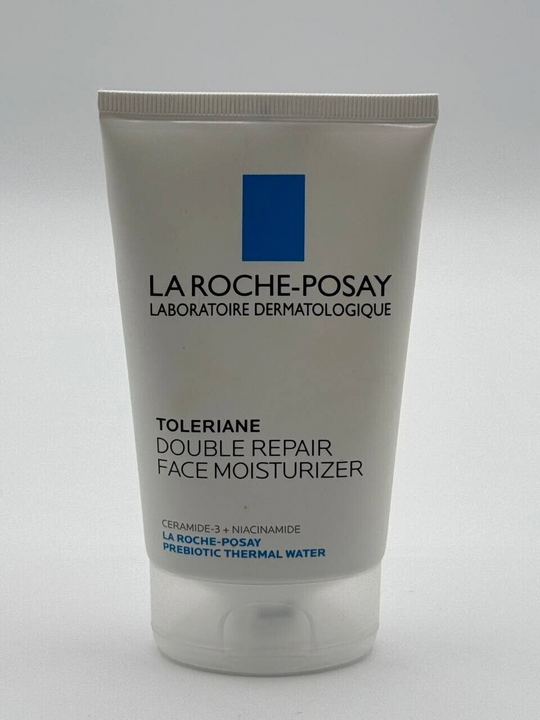 LA ROCHE-POSAY
LABORATOIRE DERMATOLOGIQUE
TOLERIANE
DOUBLE REPAIR
FACE MOISTURIZER
CERAMIDE-3 + NIACINAMIDE
LA ROCHE-POSAY
PREBIOTIC THERMAL WATER